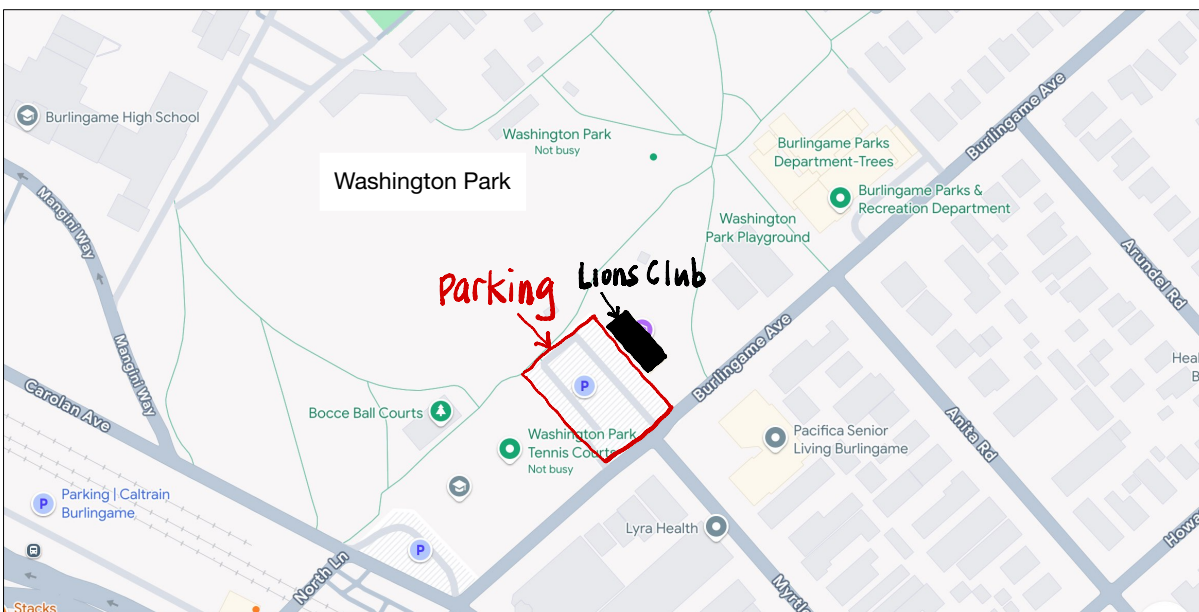 Burlingame High School
Washington Park
Not busy
Burlingame Parks
Department-Trees
Burlingame Ave
Washington Park
Burlingame Parks &
Recreation Department
Mangini Way
Washington
Park Playground
Arundel Rd
Parking
Lions Club
Burlingame Ave
Mangini Way
P
Carolan Ave
Bocce Ball Courts
Washington Park
Tennis Courts
Not busy
Pacifica Senior
Living Burlingame
Anita Rd
P
Parking | Caltrain
Burlingame
Lyra Health
P
North Ln
Stacks